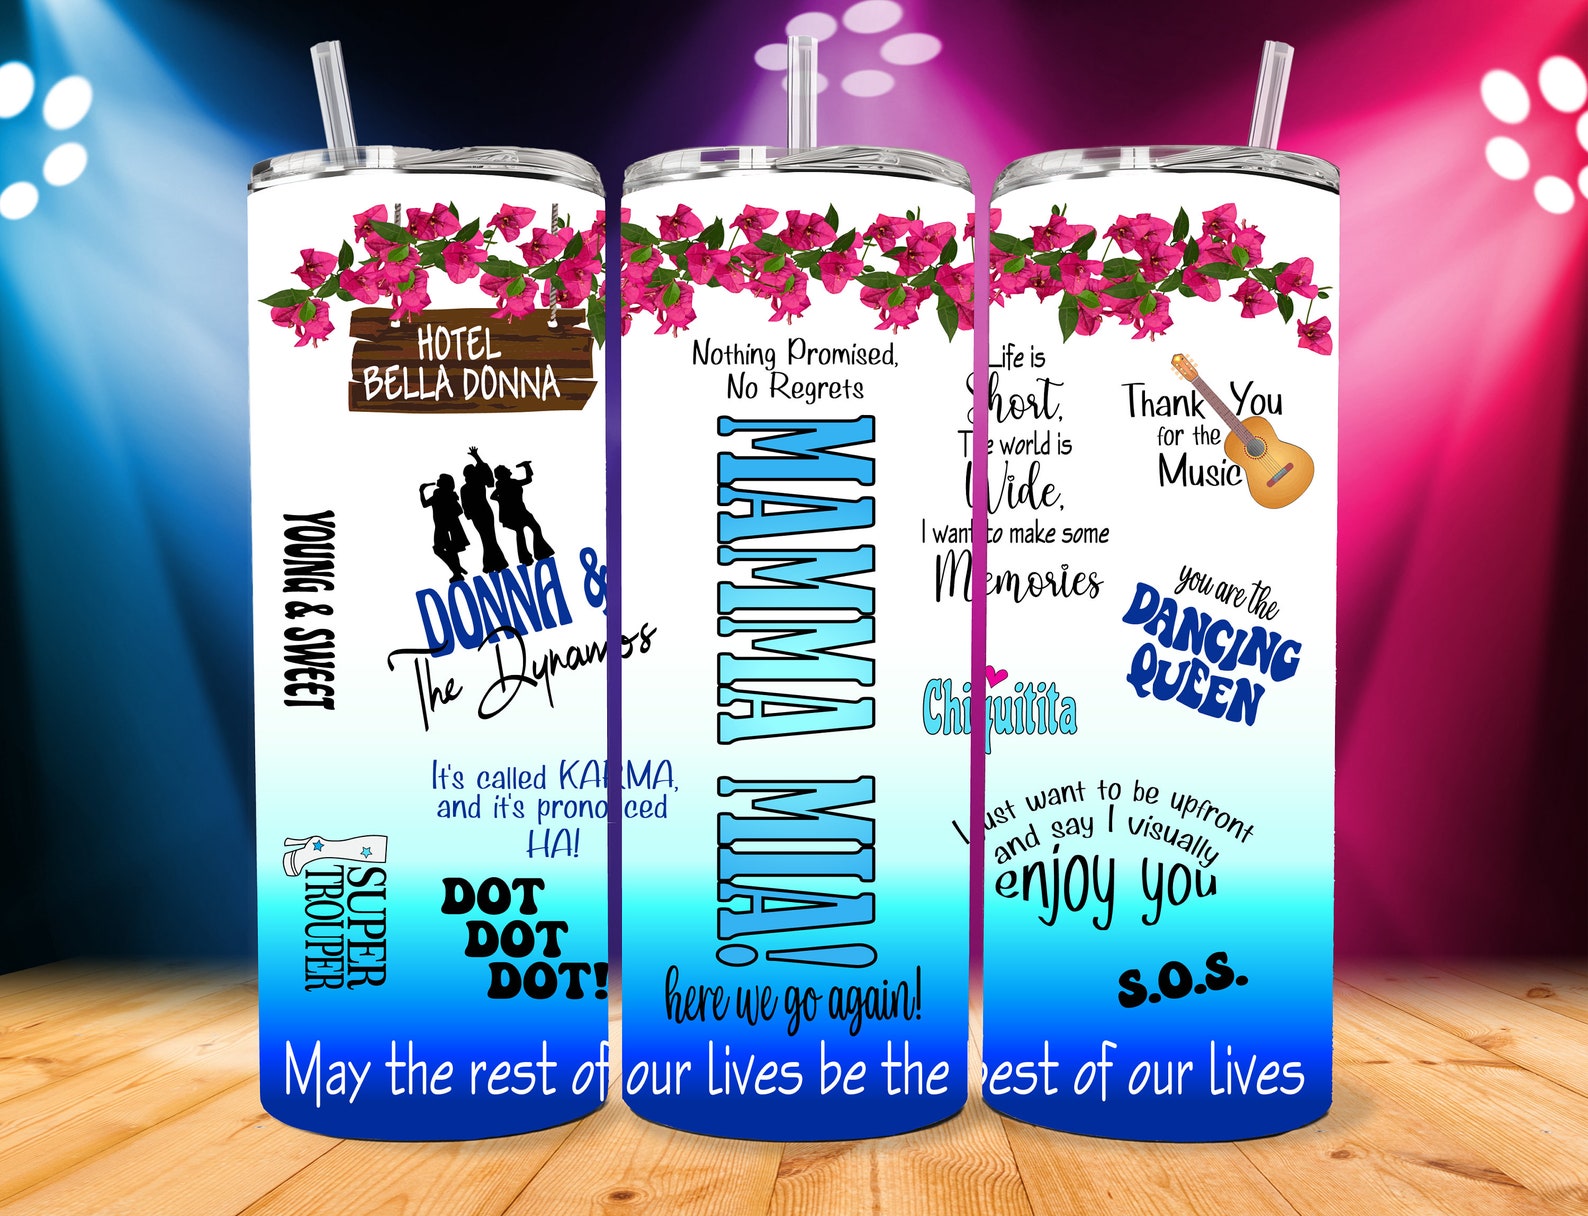 HOTEL
BELLA DONNA
YOUNG & SWEET
DONNA &
The Dynamos
It's called KARMA,
and it's pronounced
HA!
SUPER
TROUPER
DOT
DOT
DOT!
Nothing Promised,
No Regrets
MAMMA MIA!
here we go again!
Life is
Short,
The world is
Wide,
I want to make some
Memories
Thank You
for the
Music
you are the
DANCING
QUEEN
Chiquitita
I just want to be upfront
and say I visually
enjoy you
S.O.S.
May the rest of our lives be the best of our lives